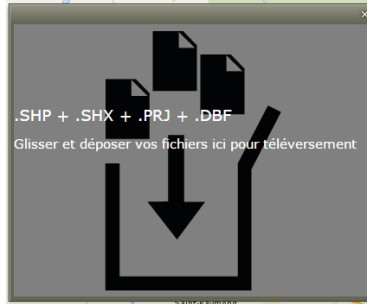 .SHP + .SHX + .PRJ + .DBF
Glisser et déposer vos fichiers ici pour téléversement